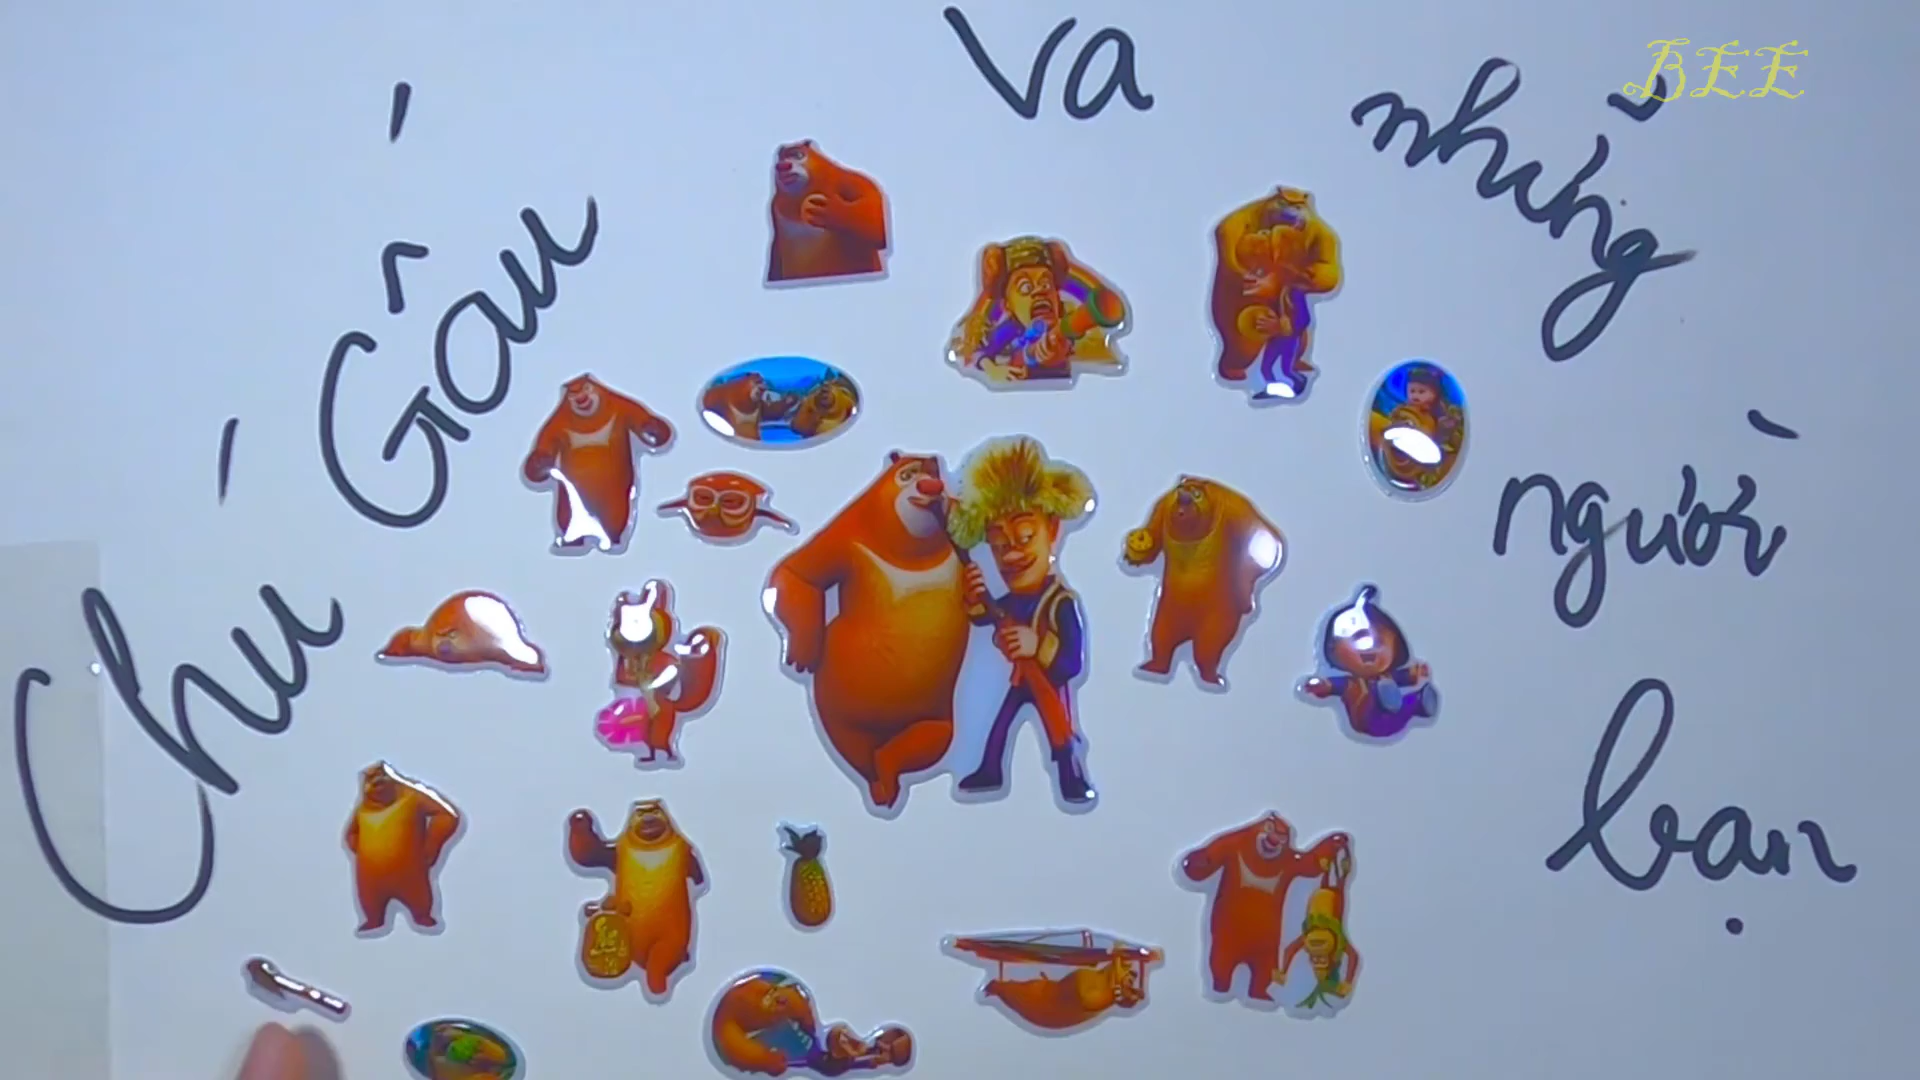 Chú
Gấu
Và
những
người
bạn
BEE